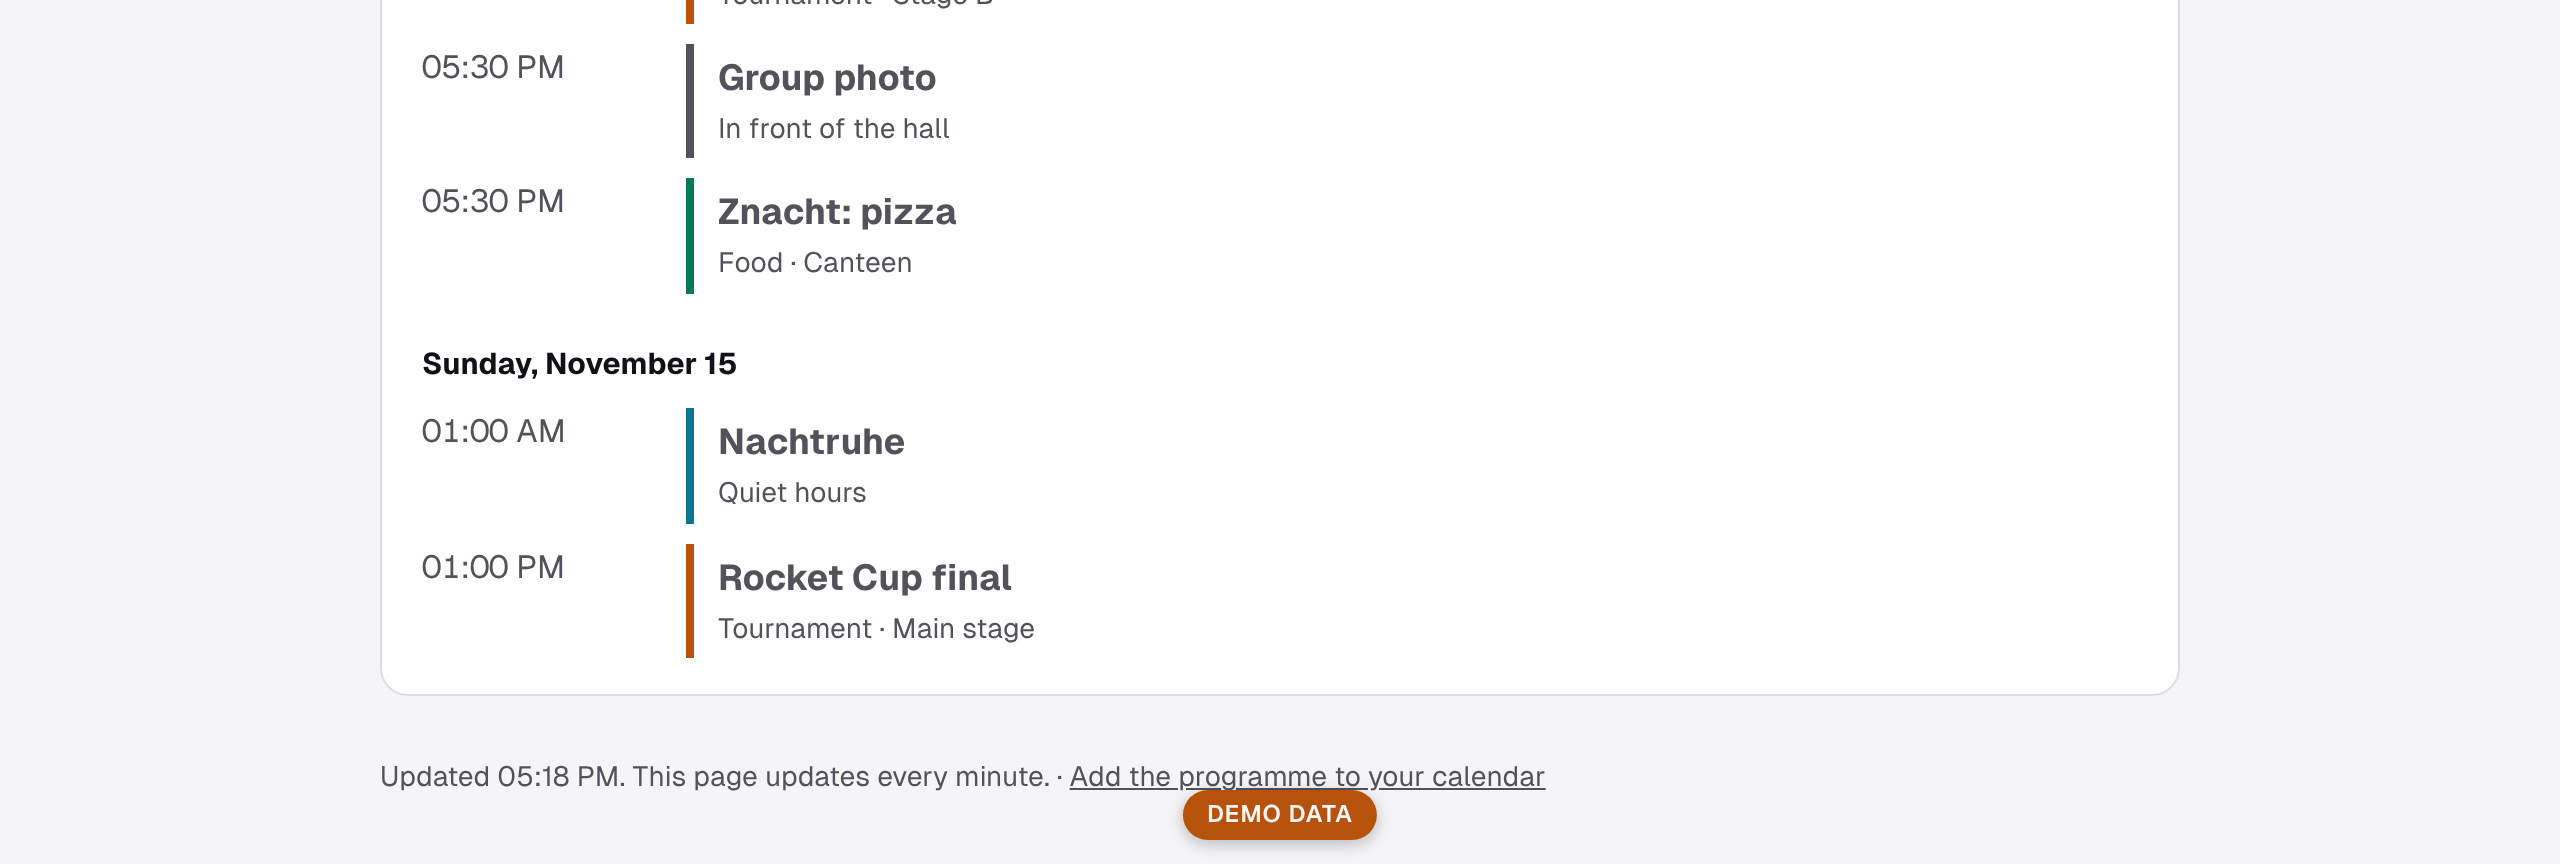 05:30 PM
Group photo
In front of the hall
05:30 PM
Znacht: pizza
Food · Canteen
Sunday, November 15
01:00 AM
Nachtruhe
Quiet hours
01:00 PM
Rocket Cup final
Tournament · Main stage
Updated 05:18 PM. This page updates every minute. · Add the programme to your calendar
DEMO DATA